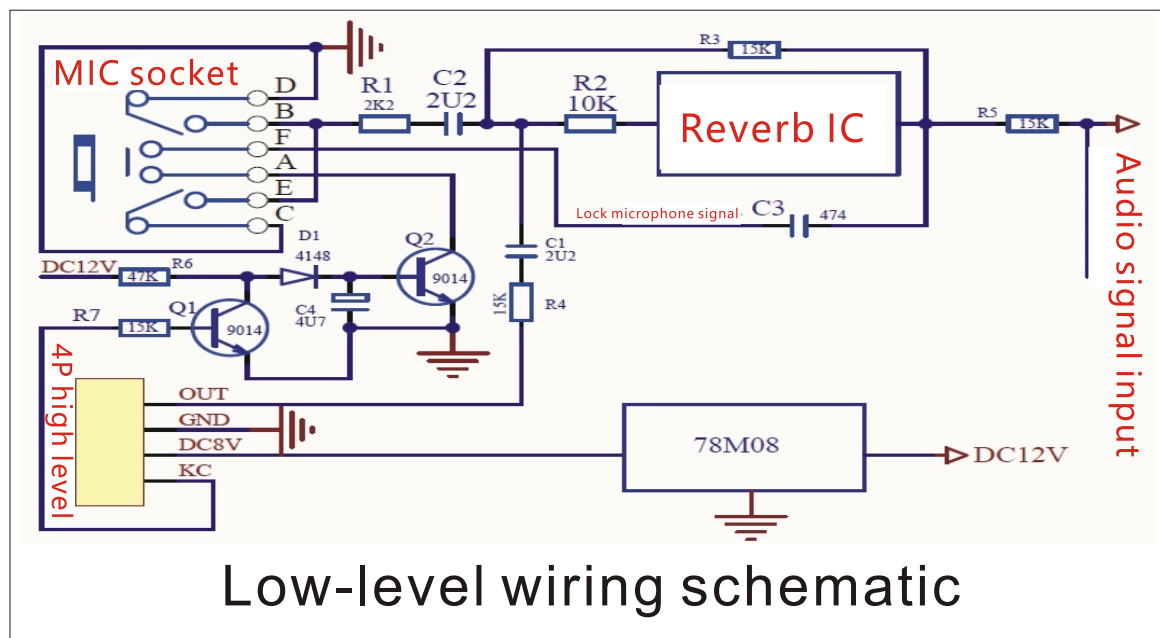 R3
15K
MIC socket
D
B
F
A
E
C
R1
2K2
C2
2U2
R2
10K
Reverb IC
R5
15K
Audio signal input
Lock microphone signal
C3
474
D1
4148
Q2
9014
C1
2U2
15K
R4
DC12V
47K
R6
C4
4U7
R7
15K
Q1
9014
4P high level
OUT
GND
DC8V
KC
78M08
DC12V
Low-level wiring schematic